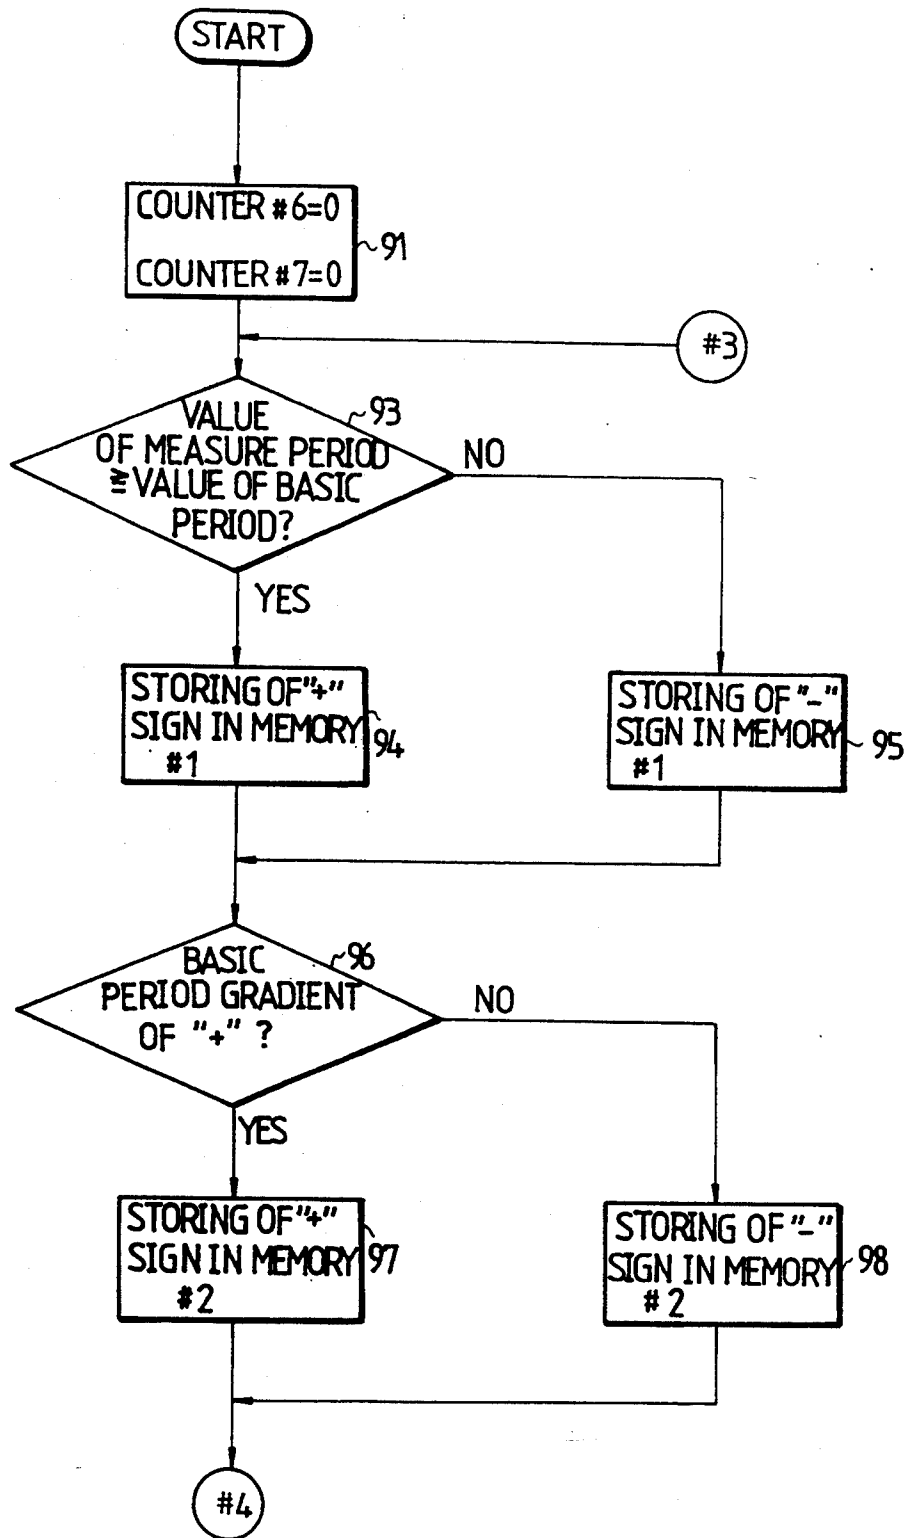 START
COUNTER #6=0
COUNTER #7=0
91
#3
93
VALUE
OF MEASURE PERIOD
≧ VALUE OF BASIC
PERIOD?
NO
YES
STORING OF "+"
SIGN IN MEMORY
#1
94
STORING OF "-"
SIGN IN MEMORY
#1
95
96
BASIC
PERIOD GRADIENT
OF "+" ?
NO
YES
STORING OF "+"
SIGN IN MEMORY
#2
97
STORING OF "-"
SIGN IN MEMORY
#2
98
#4